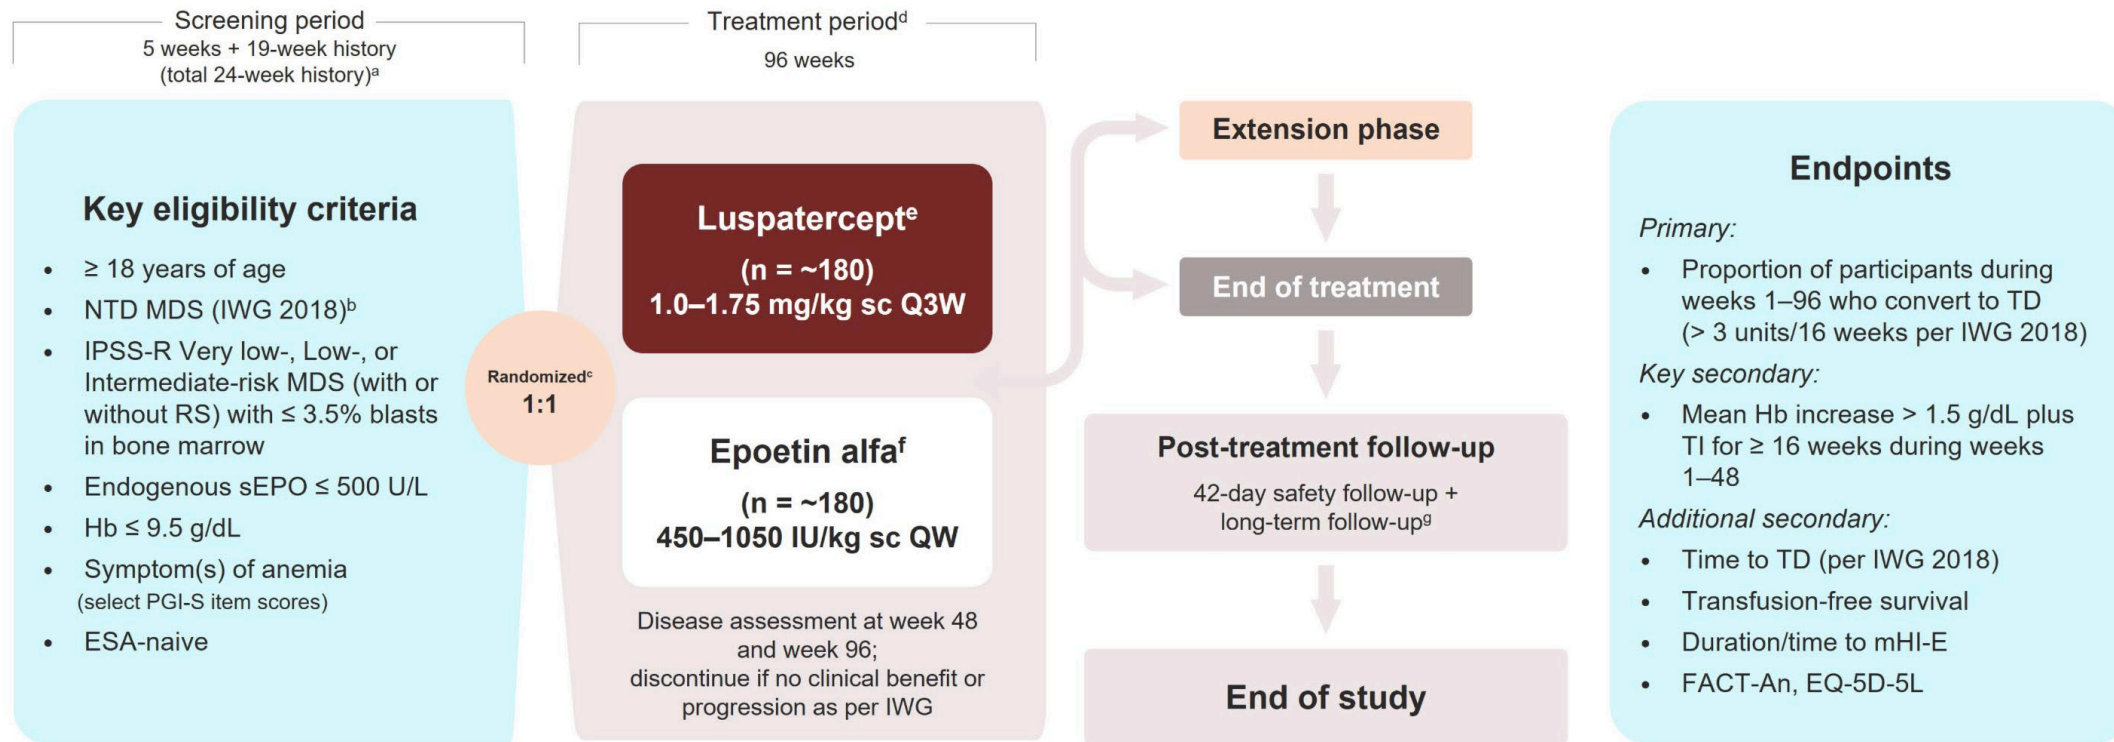 Screening period
5 weeks + 19-week history
(total 24-week history)ᵃ
Key eligibility criteria
• ≥ 18 years of age
• NTD MDS (IWG 2018)ᵇ
• IPSS-R Very low-, Low-, or
Intermediate-risk MDS (with or
without RS) with ≤ 3.5% blasts
in bone marrow
• Endogenous sEPO ≤ 500 U/L
• Hb ≤ 9.5 g/dL
• Symptom(s) of anemia
(select PGI-S item scores)
• ESA-naive
Randomizedᶜ
1:1
Treatment periodᵈ
96 weeks
Luspaterceptᵉ
(n = ~180)
1.0–1.75 mg/kg sc Q3W
Epoetin alfaᶠ
(n = ~180)
450–1050 IU/kg sc QW
Disease assessment at week 48
and week 96;
discontinue if no clinical benefit or
progression as per IWG
Extension phase
End of treatment
Post-treatment follow-up
42-day safety follow-up +
long-term follow-upᵍ
End of study
Endpoints
Primary:
• Proportion of participants during
weeks 1–96 who convert to TD
(> 3 units/16 weeks per IWG 2018)
Key secondary:
• Mean Hb increase > 1.5 g/dL plus
TI for ≥ 16 weeks during weeks
1–48
Additional secondary:
• Time to TD (per IWG 2018)
• Transfusion-free survival
• Duration/time to mHI-E
• FACT-An, EQ-5D-5L